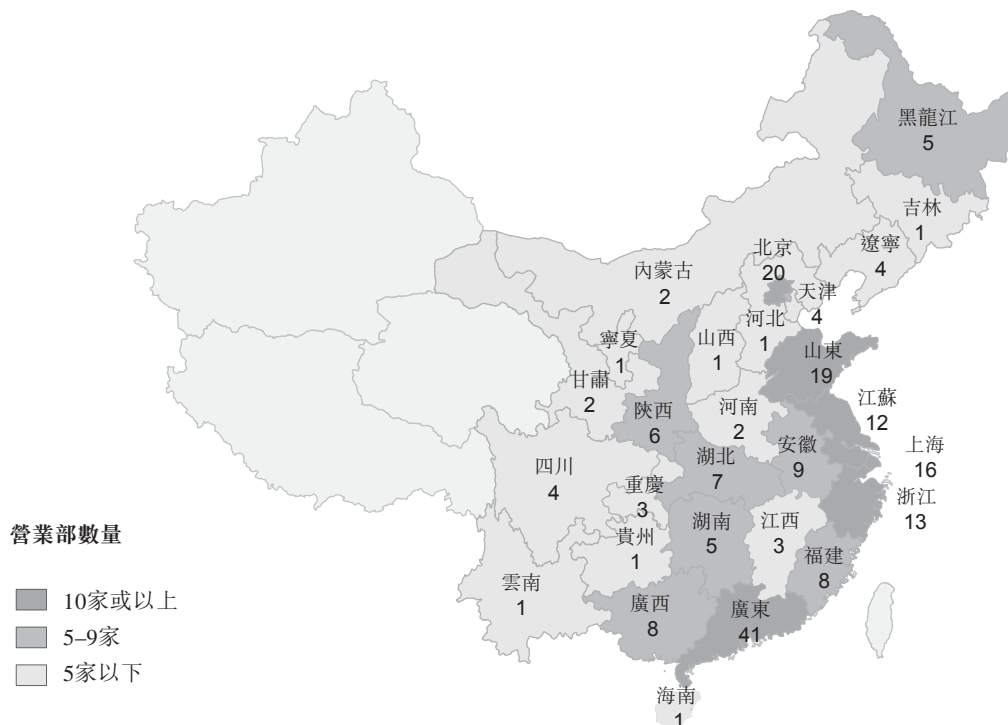 黑龍江
5
吉林
1
遼寧
4
北京
20
內蒙古
2
天津
4
河北
1
山西
1
寧夏
1
山東
19
甘肅
2
陝西
6
河南
2
江蘇
12
安徽
9
上海
16
湖北
7
四川
4
重慶
3
浙江
13
湖南
5
江西
3
貴州
1
福建
8
雲南
1
廣西
8
廣東
41
海南
1
營業部數量
10家或以上
5–9家
5家以下